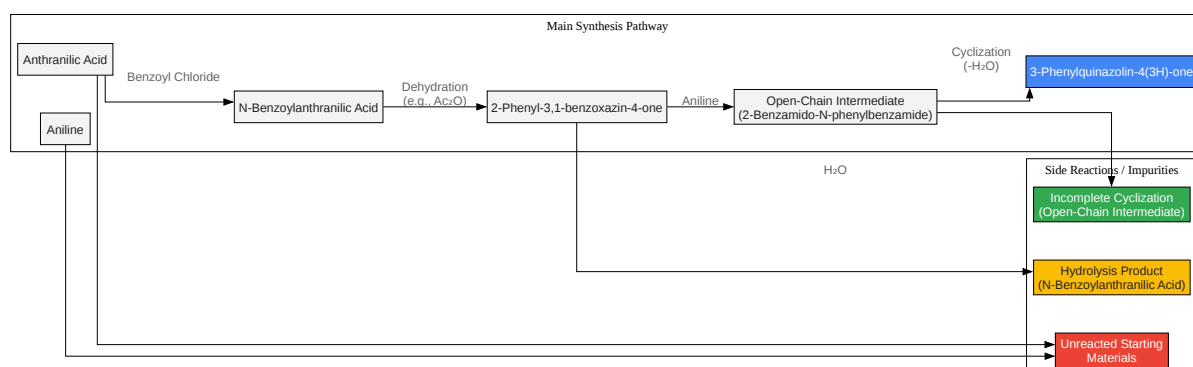 Main Synthesis Pathway
Anthranilic Acid
Benzoyl Chloride
N-Benzoylanthranilic Acid
Dehydration
(e.g., Ac₂O)
2-Phenyl-3,1-benzoxazin-4-one
Aniline
Open-Chain Intermediate
(2-Benzamido-N-phenylbenzamide)
Cyclization
(-H₂O)
3-Phenylquinazolin-4(3H)-one
Aniline
H₂O
Side Reactions / Impurities
Incomplete Cyclization
(Open-Chain Intermediate)
Hydrolysis Product
(N-Benzoylanthranilic Acid)
Unreacted Starting
Materials